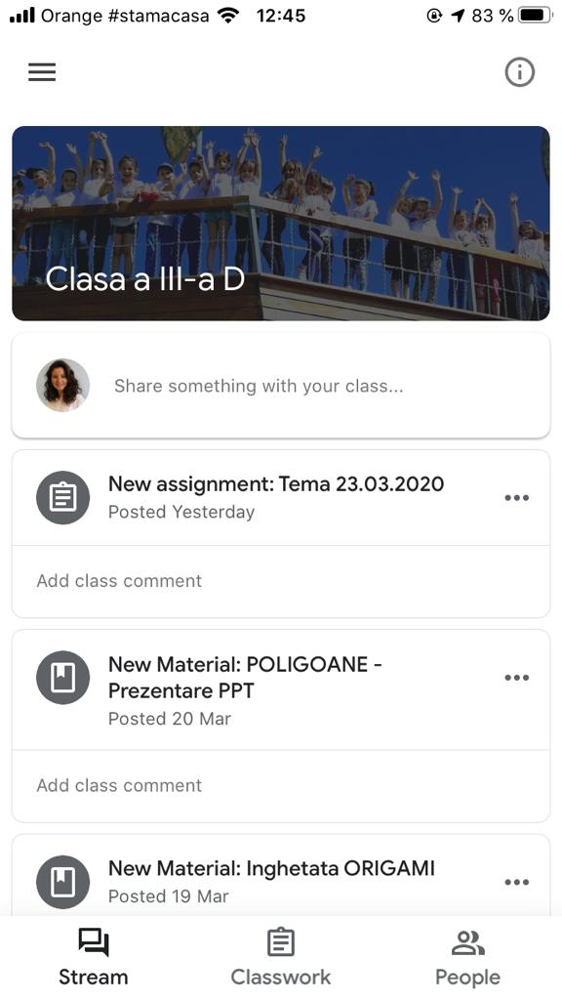 Orange #stamacasa 12:45 83 %
Clasa a III-a D
Share something with your class...
New assignment: Tema 23.03.2020
Posted Yesterday
Add class comment
New Material: POLIGOANE -
Prezentare PPT
Posted 20 Mar
Add class comment
New Material: Inghetata ORIGAMI
Posted 19 Mar
Stream Classwork People